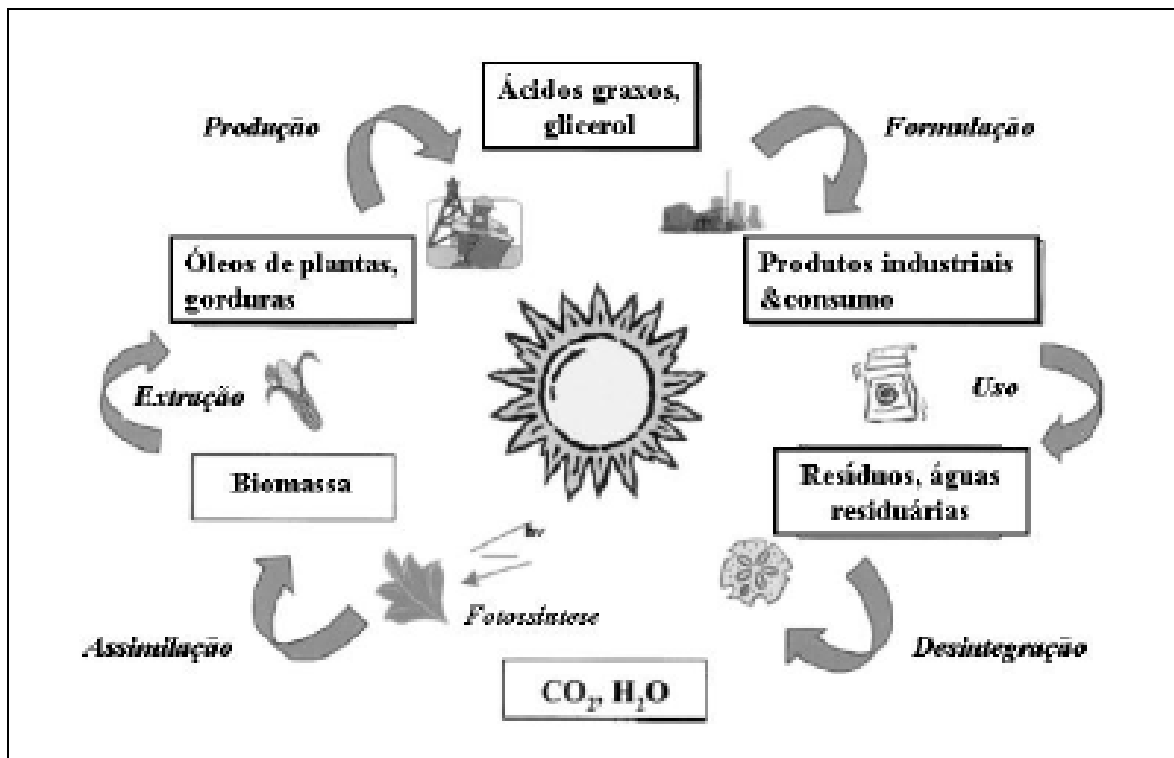 Ácidos graxos,
glicerol
Produção
Formulação
Óleos de plantas,
gorduras
Produtos industriais
&consumo
Extração
Uso
Biomassa
Resíduos, águas
residuárias
hν
Fotossíntese
Assimilação
Desintegração
CO₂, H₂O